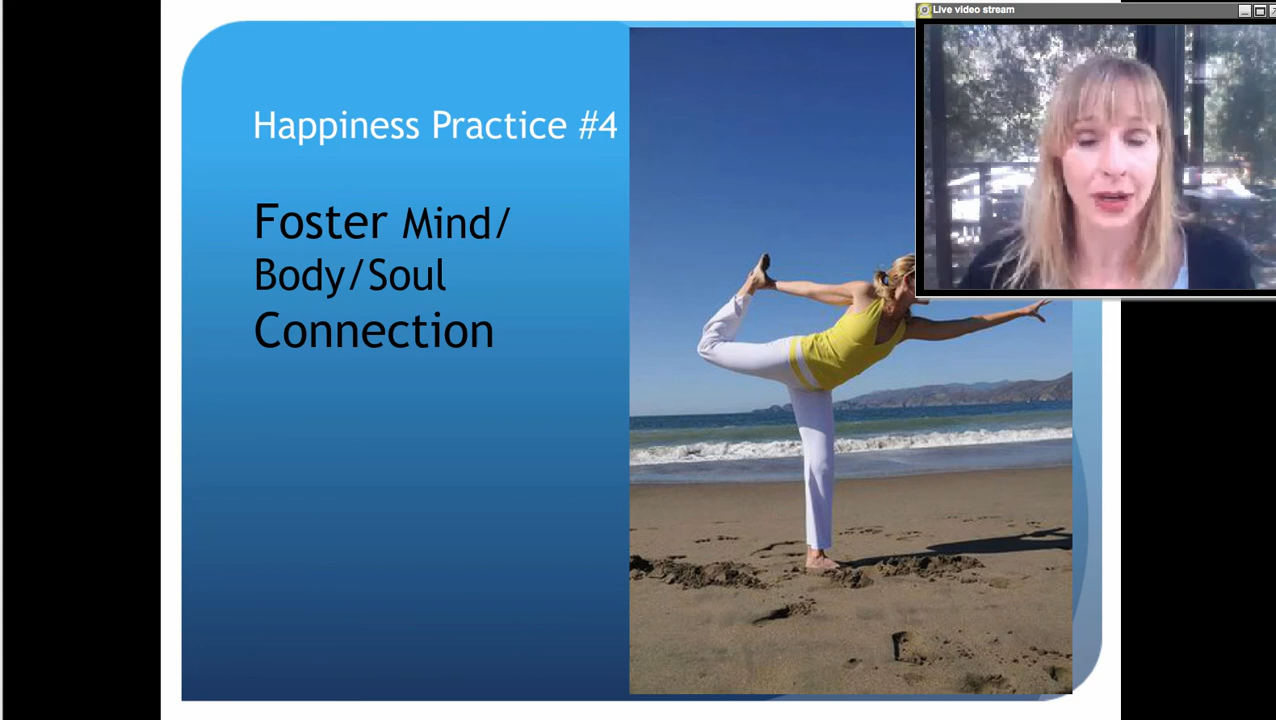 Live video stream
Happiness Practice #4
Foster Mind/
Body/Soul
Connection